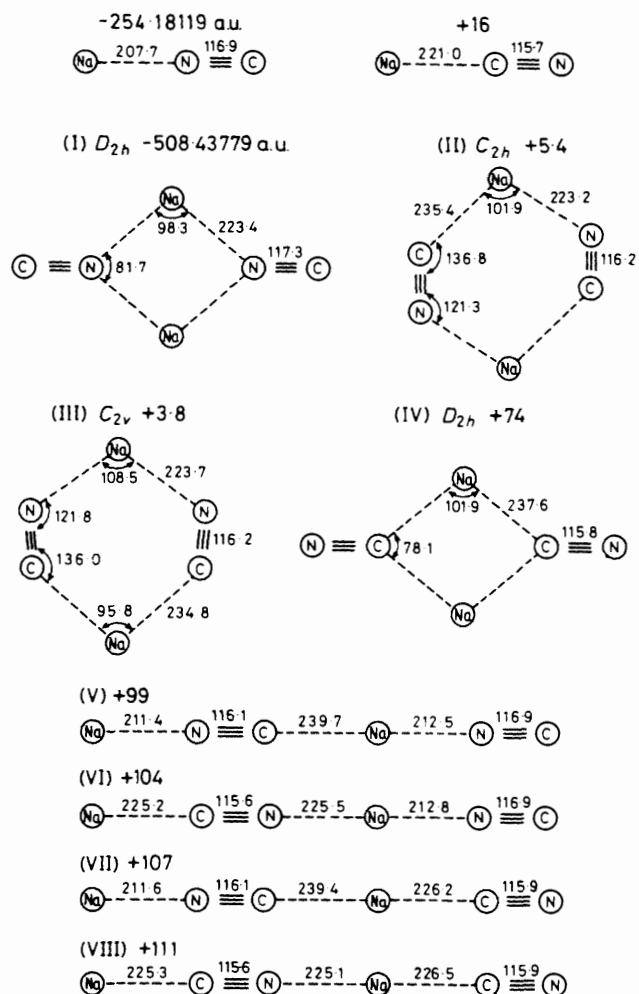 -254·18119 a.u. +16
Na 207·7 N 116·9 C Na 221·0 C 115·7 N
(I) D2h -508·43779 a.u. (II) C2h +5·4
Na
98·3 223·4
C N 81·7 N 117·3 C
Na
Na
235·4 101·9 223·2
C 136·8 N 116·2
N 121·3 C
Na
(III) C2v +3·8 (IV) D2h +74
Na
108·5 223·7
N 121·8 N
C 136·0 C 116·2
95·8 234·8
Na
Na
101·9 237·6
N C 78·1 C 115·8 N
Na
(V) +99
Na 211·4 N 116·1 C 239·7 Na 212·5 N 116·9 C
(VI) +104
Na 225·2 C 115·6 N 225·5 Na 212·8 N 116·9 C
(VII) +107
Na 211·6 N 116·1 C 239·4 Na 226·2 C 115·9 N
(VIII) +111
Na 225·3 C 115·6 N 225·1 Na 226·5 C 115·9 N